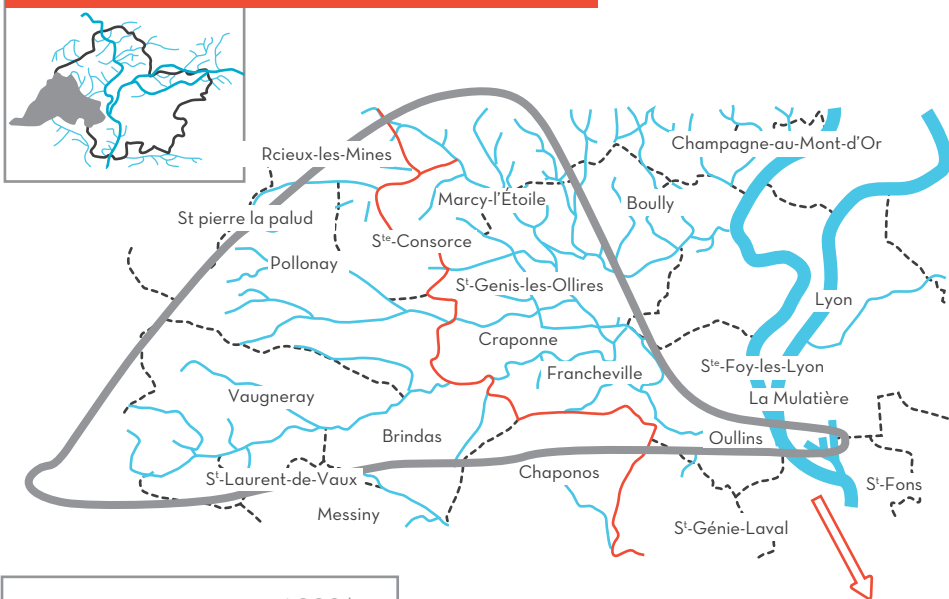 Champagne-au-Mont-d’Or
Rcieux-les-Mines
Marcy-l’Étoile
Boully
St pierre la palud
Sᵗᵉ-Consorce
Pollonay
Sᵗ-Genis-les-Ollires
Lyon
Craponne
Sᵗᵉ-Foy-les-Lyon
Francheville
La Mulatière
Vaugneray
Brindas
Oullins
Chaponos
Sᵗ-Laurent-de-Vaux
Sᵗ-Fons
Messiny
Sᵗ-Génie-Laval